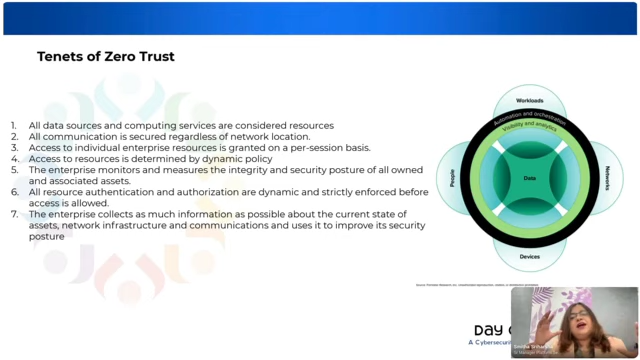 Tenets of Zero Trust
1. All data sources and computing services are considered resources
2. All communication is secured regardless of network location.
3. Access to individual enterprise resources is granted on a per-session basis.
4. Access to resources is determined by dynamic policy
5. The enterprise monitors and measures the integrity and security posture of all owned
and associated assets.
6. All resource authentication and authorization are dynamic and strictly enforced before
access is allowed.
7. The enterprise collects as much information as possible about the current state of
assets, network infrastructure and communications and uses it to improve its security
posture
Workloads
Automation and orchestration
Visibility and analytics
People
Data
Networks
Devices
Day
A Cybersecurity